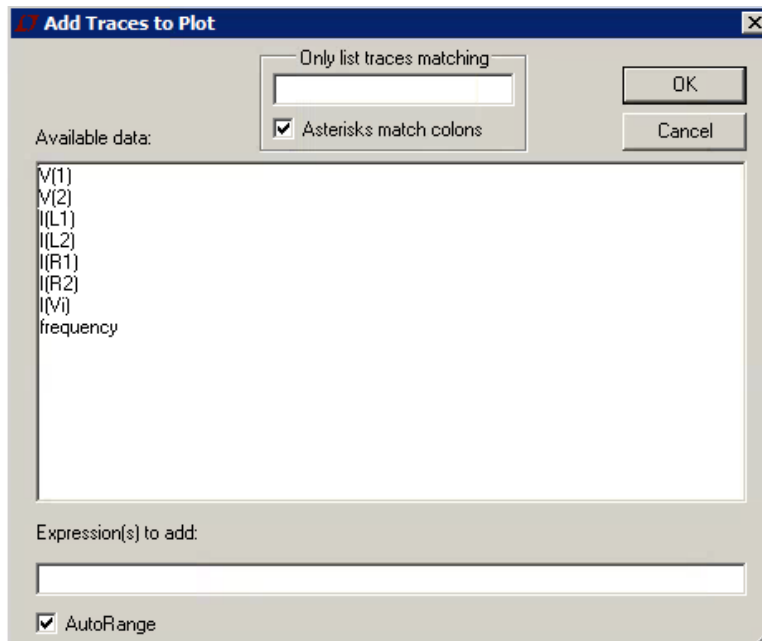 Add Traces to Plot
Only list traces matching
Asterisks match colons
OK
Cancel
Available data:
V(1)
V(2)
I(L1)
I(L2)
I(R1)
I(R2)
I(Vi)
frequency
Expression(s) to add:
AutoRange